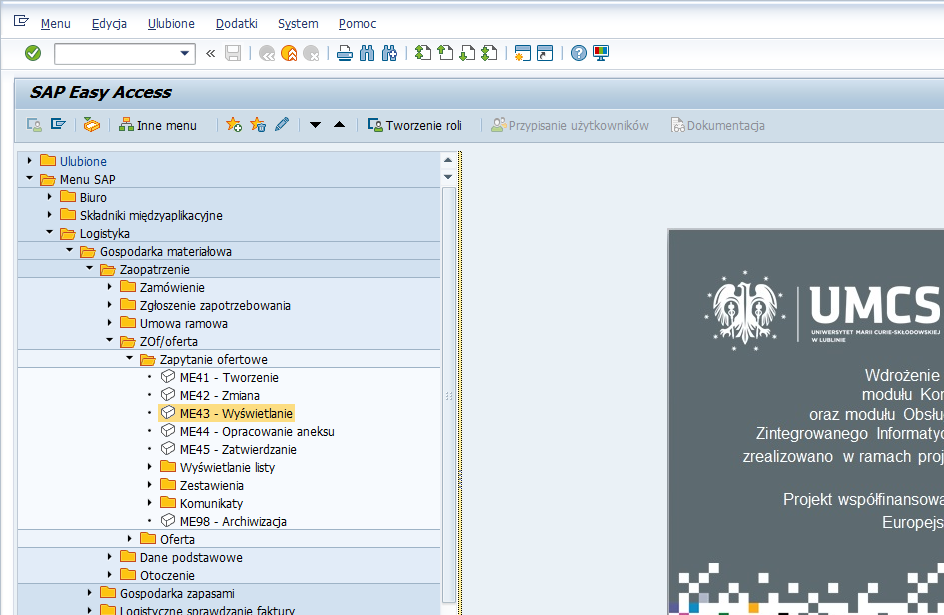 Menu Edycja Ulubione Dodatki System Pomoc
SAP Easy Access
Inne menu Tworzenie roli Przypisanie użytkowników Dokumentacja
Ulubione
Menu SAP
Biuro
Składniki międzyaplikacyjne
Logistyka
Gospodarka materiałowa
Zaopatrzenie
Zamówienie
Zgłoszenie zapotrzebowania
Umowa ramowa
ZOf/oferta
Zapytanie ofertowe
ME41 - Tworzenie
ME42 - Zmiana
ME43 - Wyświetlanie
ME44 - Opracowanie aneksu
ME45 - Zatwierdzanie
Wyświetlanie listy
Zestawienia
Komunikaty
ME98 - Archiwizacja
Oferta
Dane podstawowe
Otoczenie
Gospodarka zapasami
Logistyczne sprawdzanie faktury
UMCS
UNIWERSYTET MARII CURIE-SKŁODOWSKIEJ
W LUBLINIE
Wdrożenie
modułu Kor
oraz modułu Obsłu
Zintegrowanego Informatyc
zrealizowano w ramach proj
Projekt współfinansowa
Europejs